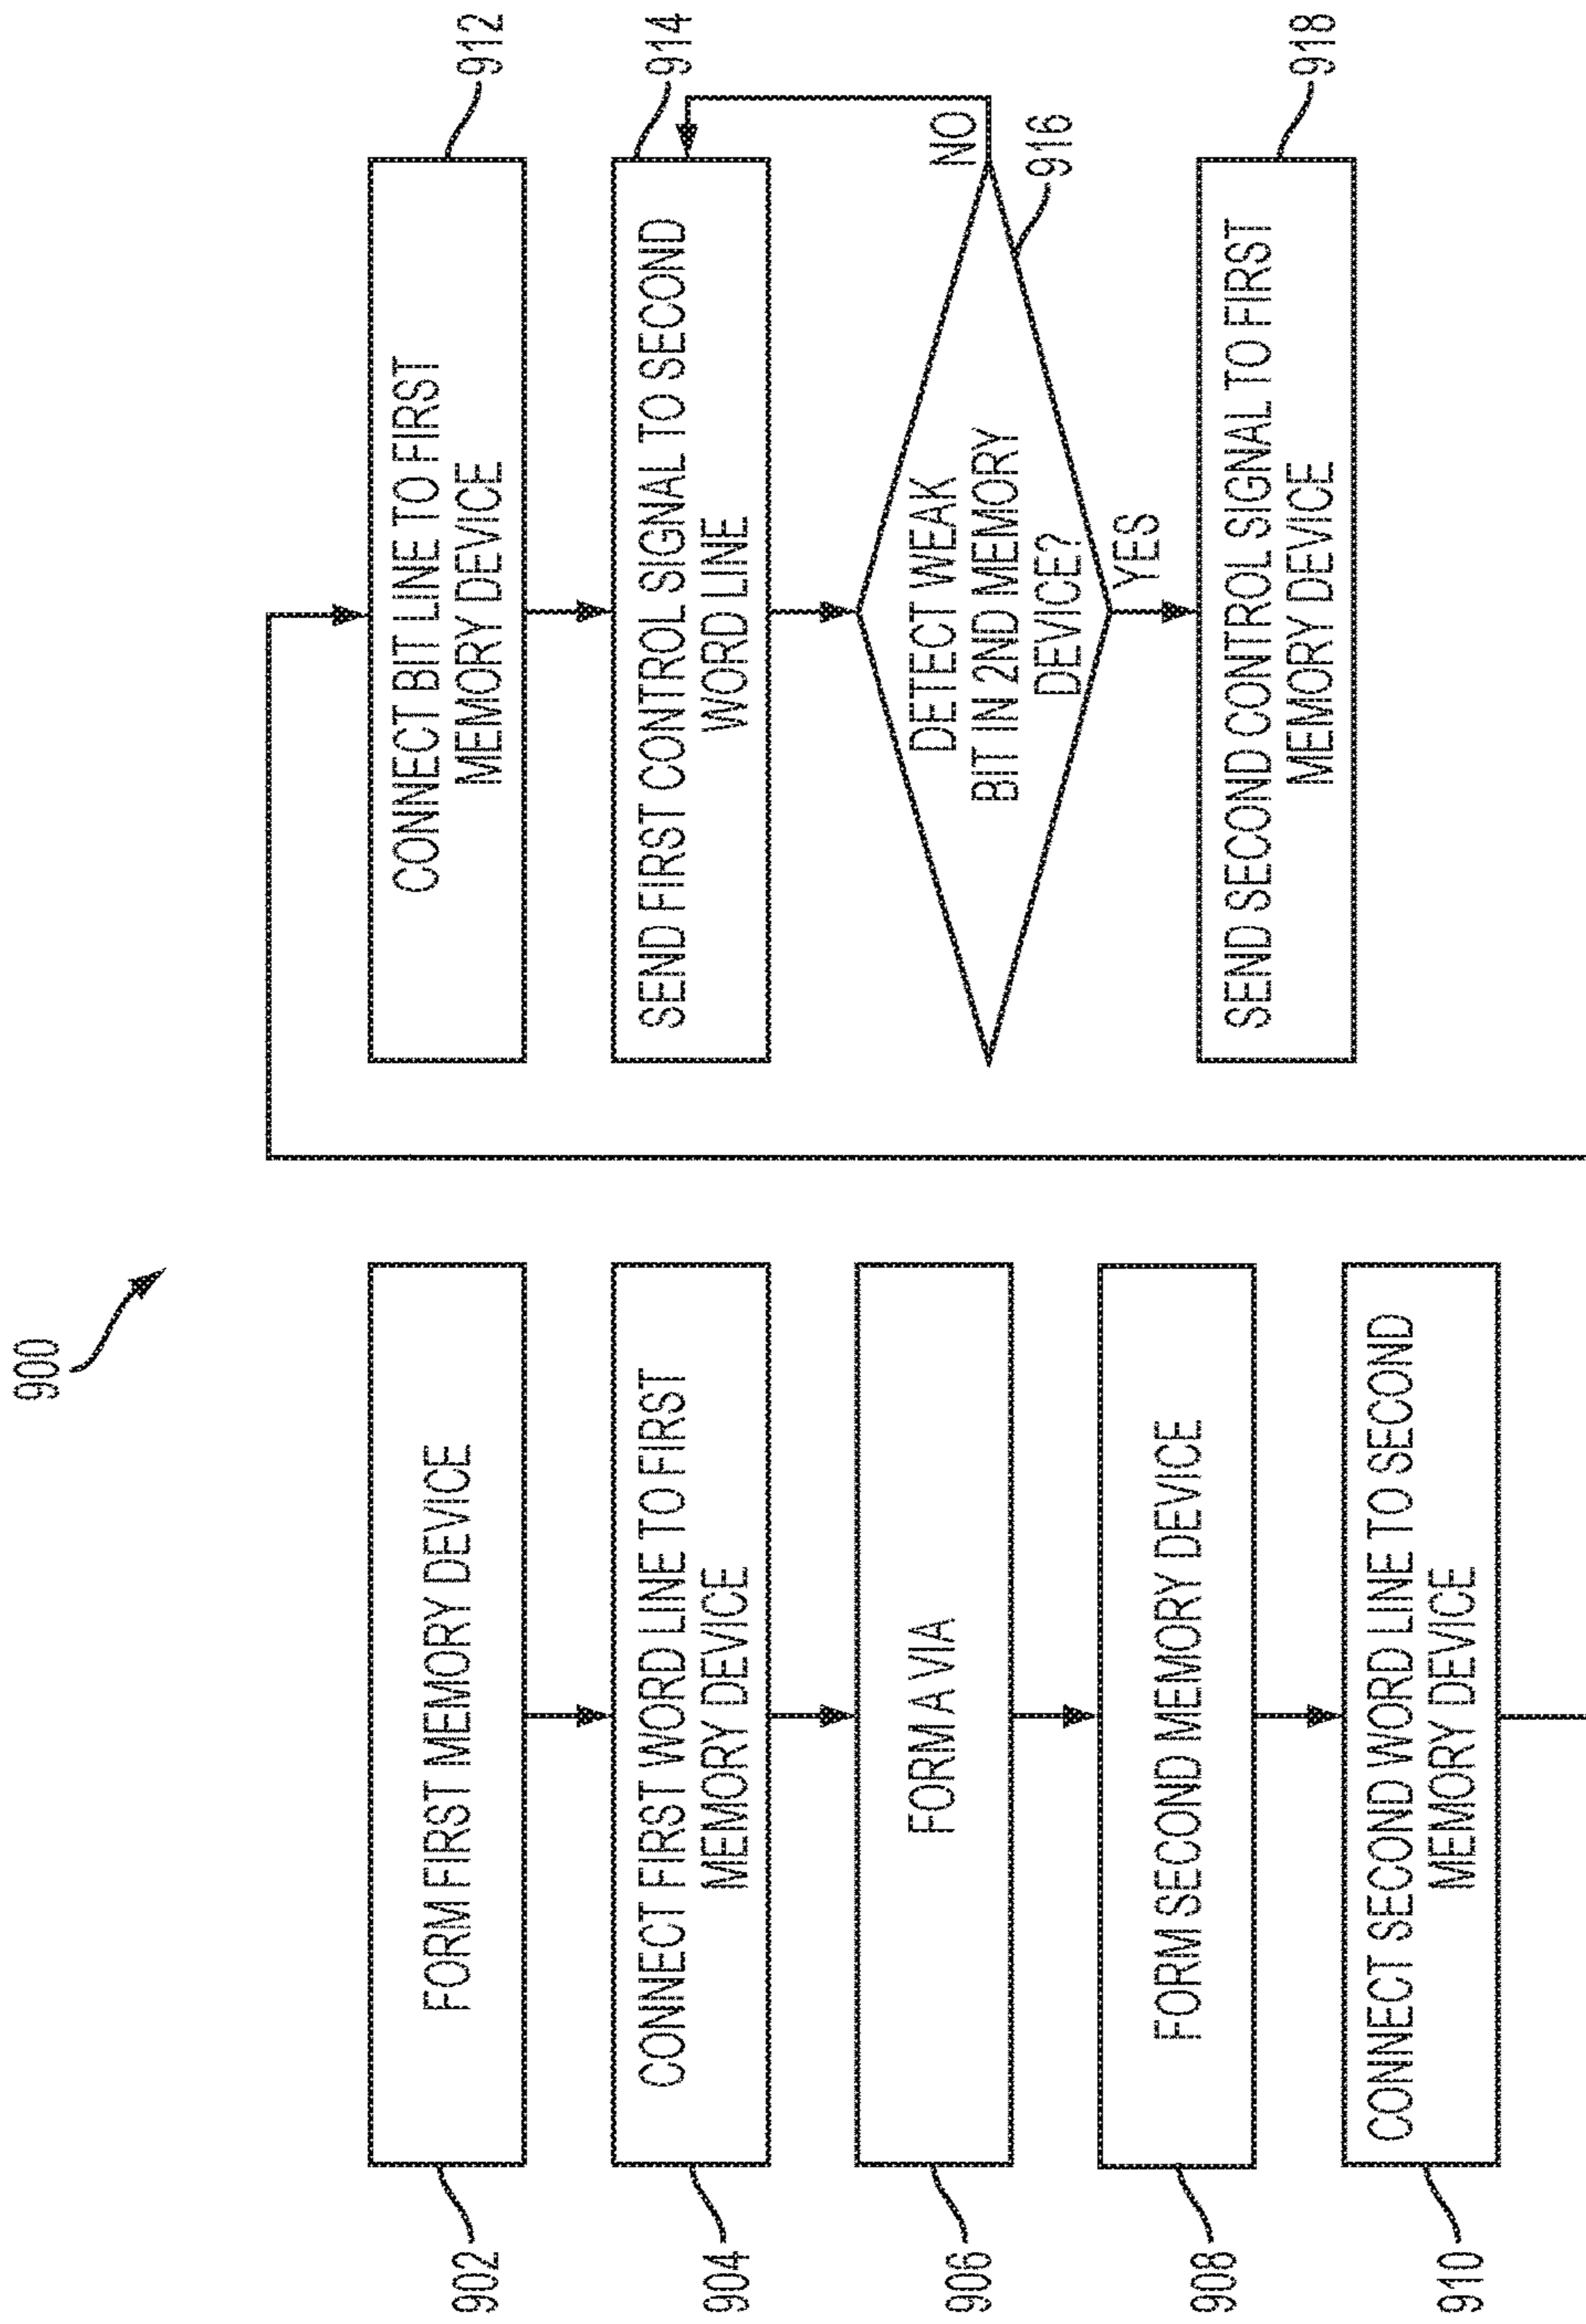 900
902
FORM FIRST MEMORY DEVICE
904
CONNECT FIRST WORD LINE TO FIRST
MEMORY DEVICE
906
FORM A VIA
908
FORM SECOND MEMORY DEVICE
910
CONNECT SECOND WORD LINE TO SECOND
MEMORY DEVICE
912
CONNECT BIT LINE TO FIRST
MEMORY DEVICE
914
SEND FIRST CONTROL SIGNAL TO SECOND
WORD LINE
NO
916
DETECT WEAK
BIT IN 2ND MEMORY
DEVICE?
YES
918
SEND SECOND CONTROL SIGNAL TO FIRST
MEMORY DEVICE